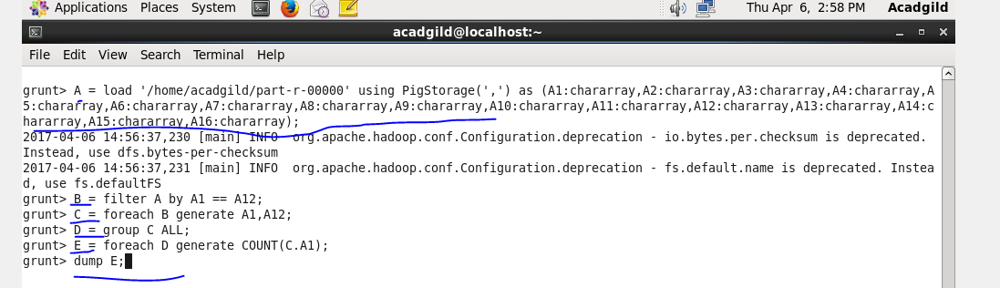 Applications Places System Thu Apr 6, 2:58 PM Acadgild
acadgild@localhost:~
File Edit View Search Terminal Help
grunt> A = load '/home/acadgild/part-r-00000' using PigStorage(',') as (A1:chararray,A2:chararray,A3:chararray,A4:chararray,A
5:chararray,A6:chararray,A7:chararray,A8:chararray,A9:chararray,A10:chararray,A11:chararray,A12:chararray,A13:chararray,A14:c
hararray,A15:chararray,A16:chararray);
2017-04-06 14:56:37,230 [main] INFO  org.apache.hadoop.conf.Configuration.deprecation - io.bytes.per.checksum is deprecated.
Instead, use dfs.bytes-per-checksum
2017-04-06 14:56:37,231 [main] INFO  org.apache.hadoop.conf.Configuration.deprecation - fs.default.name is deprecated. Instea
d, use fs.defaultFS
grunt> B = filter A by A1 == A12;
grunt> C = foreach B generate A1,A12;
grunt> D = group C ALL;
grunt> E = foreach D generate COUNT(C.A1);
grunt> dump E;